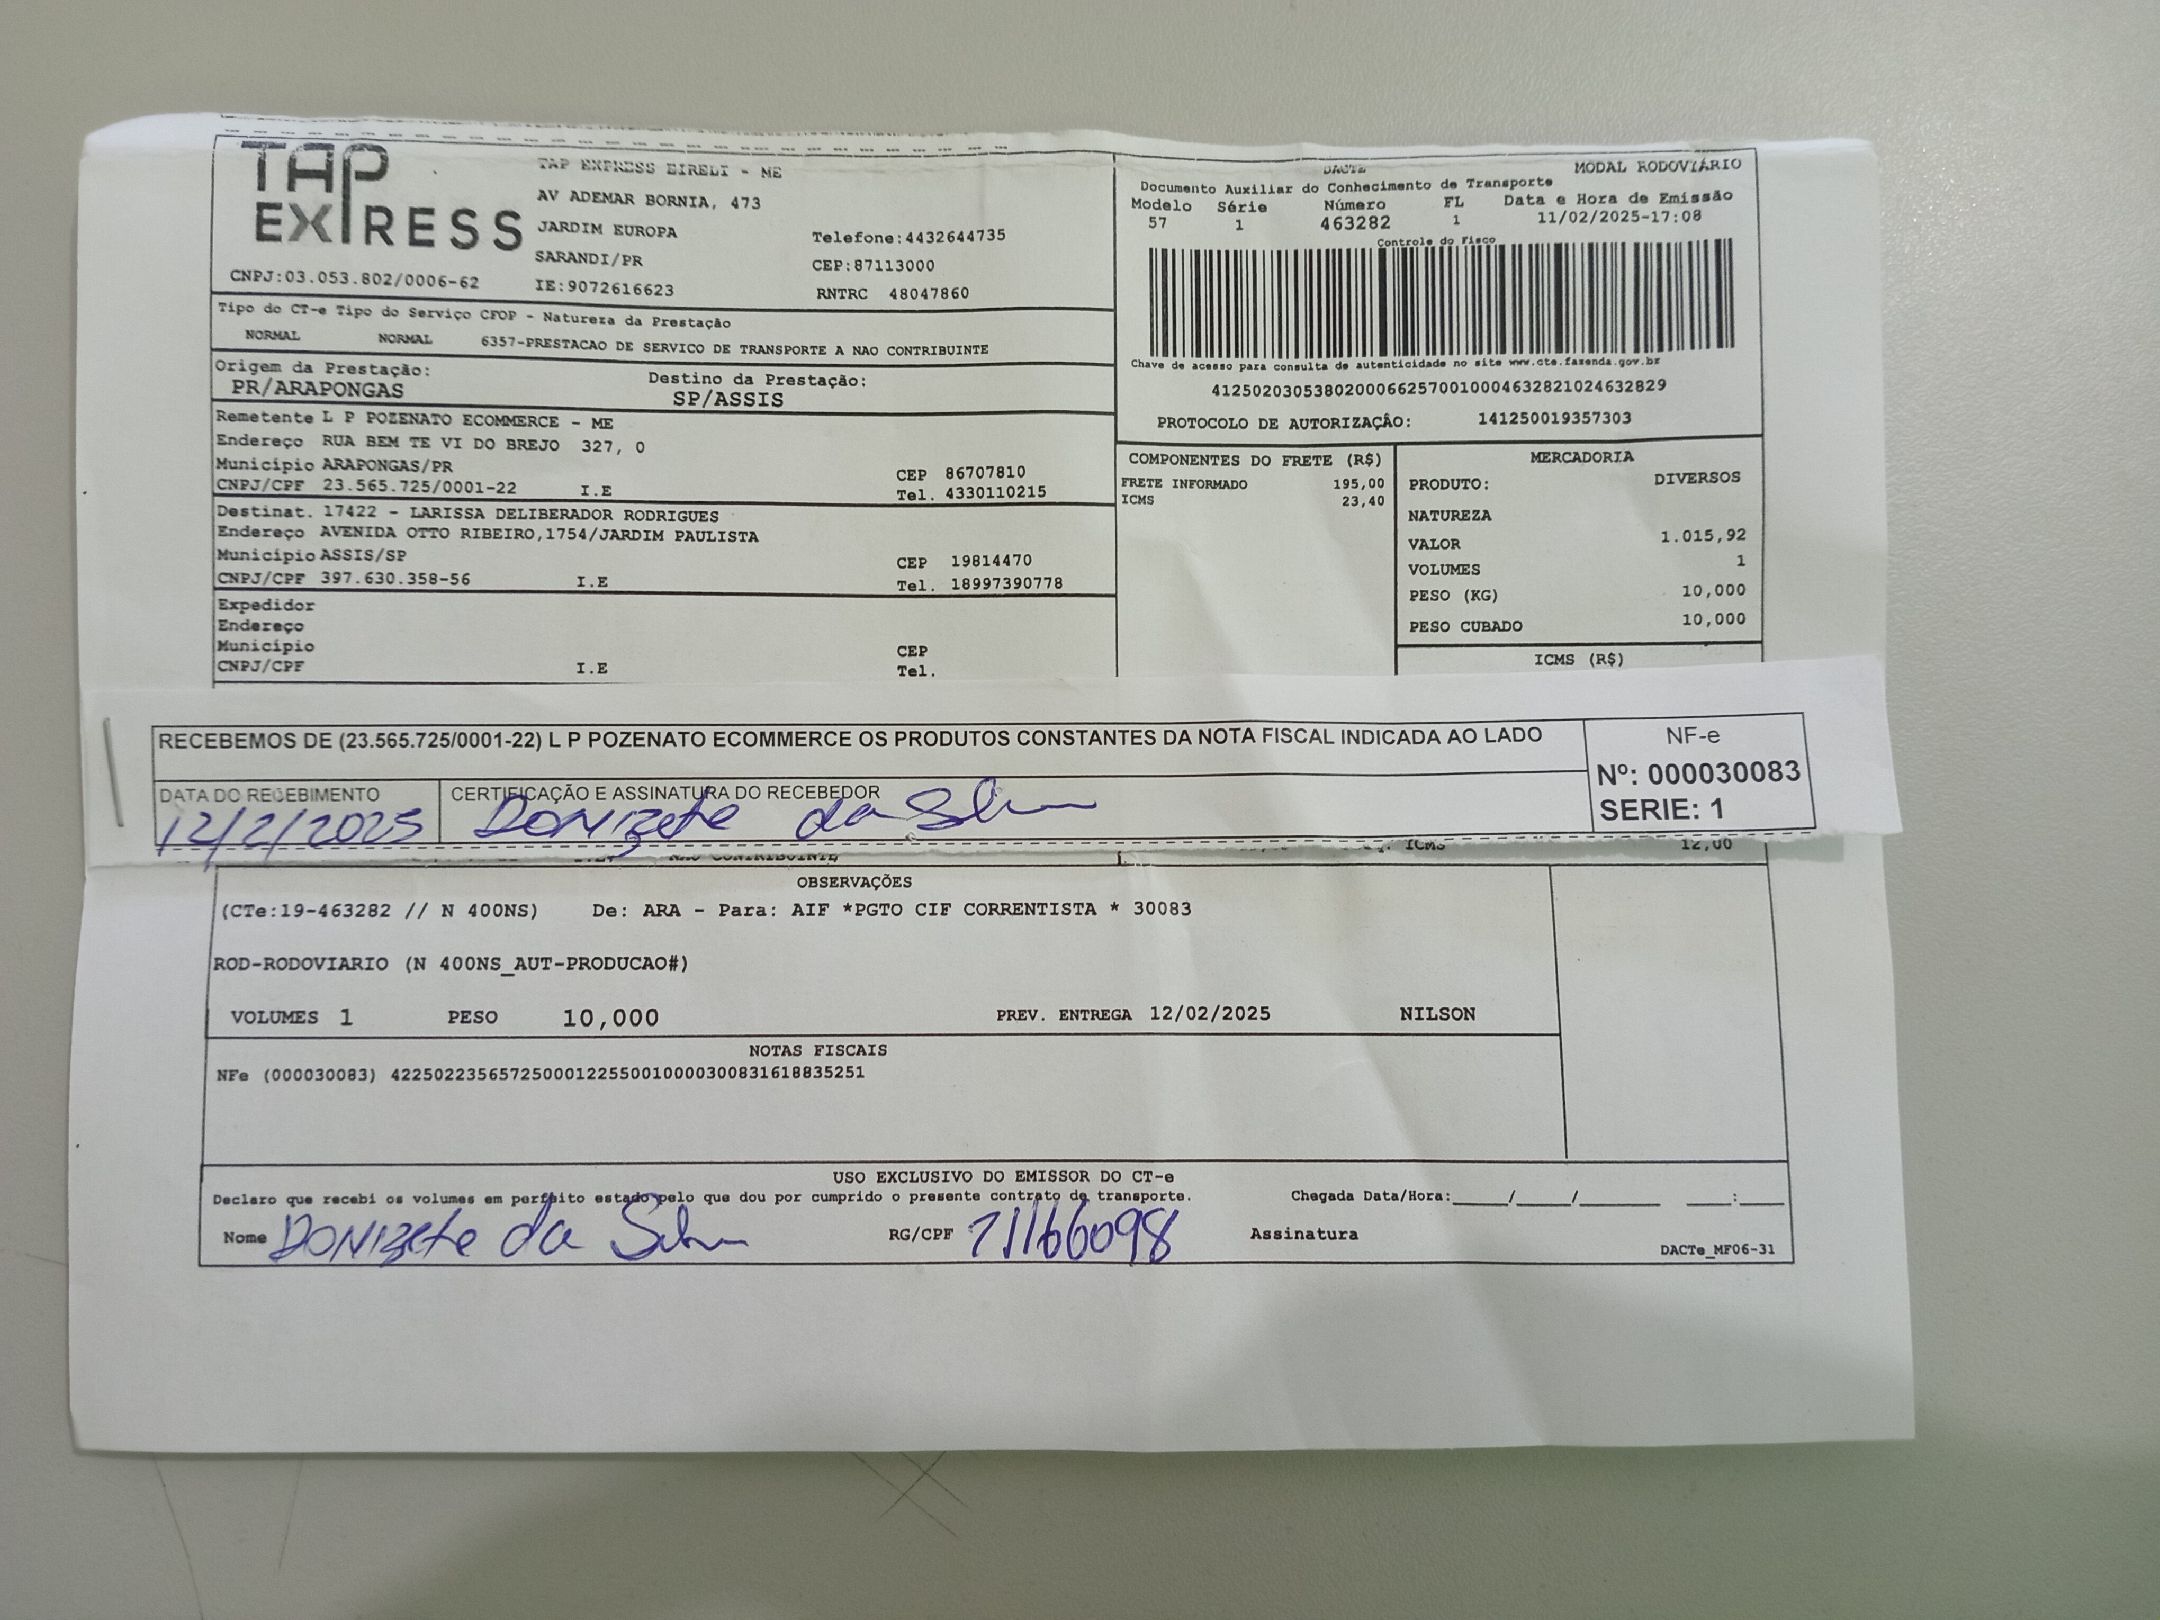 TAP EXPRESS
TAP EXPRESS EIRELI - ME
AV ADEMAR BORNIA, 473
JARDIM EUROPA
Telefone:4432644735
SARANDI/PR
CEP:87113000
CNPJ:03.053.802/0006-62
IE:9072616623
RNTRC 48047860
DACTE
MODAL RODOVIÁRIO
Documento Auxiliar do Conhecimento de Transporte
Modelo Série Número FL Data e Hora de Emissão
57 1 463282 1 11/02/2025-17:08
Controle do Fisco
Chave de acesso para consulta de autenticidade no site www.cte.fazenda.gov.br
41250203053802000662570010004632821024632829
PROTOCOLO DE AUTORIZAÇÃO: 141250019357303
Tipo do CT-e Tipo do Serviço CFOP - Natureza da Prestação
NORMAL NORMAL 6357-PRESTACAO DE SERVICO DE TRANSPORTE A NAO CONTRIBUINTE
Origem da Prestação: Destino da Prestação:
PR/ARAPONGAS SP/ASSIS
Remetente L P POZENATO ECOMMERCE - ME
Endereço RUA BEM TE VI DO BREJO 327, 0
Município ARAPONGAS/PR CEP 86707810
CNPJ/CPF 23.565.725/0001-22 I.E Tel. 4330110215
Destinat. 17422 - LARISSA DELIBERADOR RODRIGUES
Endereço AVENIDA OTTO RIBEIRO,1754/JARDIM PAULISTA
Município ASSIS/SP CEP 19814470
CNPJ/CPF 397.630.358-56 I.E Tel. 18997390778
Expedidor
Endereço
Município CEP
CNPJ/CPF I.E Tel.
COMPONENTES DO FRETE (R$)
FRETE INFORMADO 195,00
ICMS 23,40
MERCADORIA
PRODUTO: DIVERSOS
NATUREZA
VALOR 1.015,92
VOLUMES 1
PESO (KG) 10,000
PESO CUBADO 10,000
ICMS (R$)
RECEBEMOS DE (23.565.725/0001-22) L P POZENATO ECOMMERCE OS PRODUTOS CONSTANTES DA NOTA FISCAL INDICADA AO LADO
NF-e
Nº: 000030083
SERIE: 1
DATA DO RECEBIMENTO CERTIFICAÇÃO E ASSINATURA DO RECEBEDOR
12/2/2025 Donizete da Silva
NAO CONTRIBUINTE ICMS 12,00
OBSERVAÇÕES
(CTe:19-463282 // N 400NS) De: ARA - Para: AIF *PGTO CIF CORRENTISTA * 30083
ROD-RODOVIARIO (N 400NS_AUT-PRODUCAO#)
VOLUMES 1 PESO 10,000 PREV. ENTREGA 12/02/2025 NILSON
NOTAS FISCAIS
NFe (000030083) 42250223565725000122550010000300831618835251
USO EXCLUSIVO DO EMISSOR DO CT-e
Declaro que recebi os volumes em perfeito estado pelo que dou por cumprido o presente contrato de transporte. Chegada Data/Hora:____/____/______ ___:___
Nome Donizete da Silva RG/CPF 71166098 Assinatura
DACTe_MF06-31